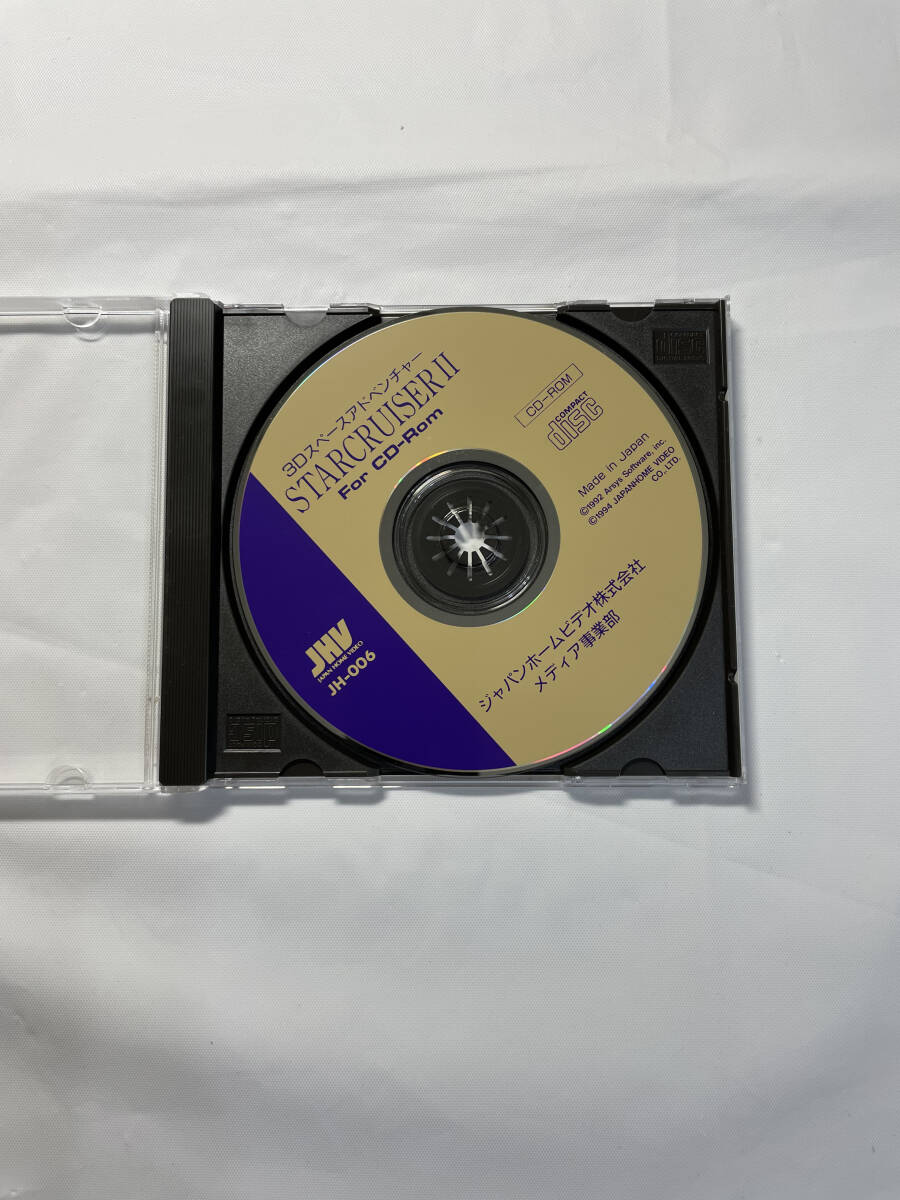 3Dスペースアドベンチャー
STARCRUISER II
For CD-Rom
CD-ROM
COMPACT
disc
Made in Japan
©1992 Arsys Software, inc.
©1994 JAPANHOME VIDEO
CO.,LTD.
ジャパンホームビデオ株式会社
メディア事業部
JHV
JAPAN HOME VIDEO
JH-006